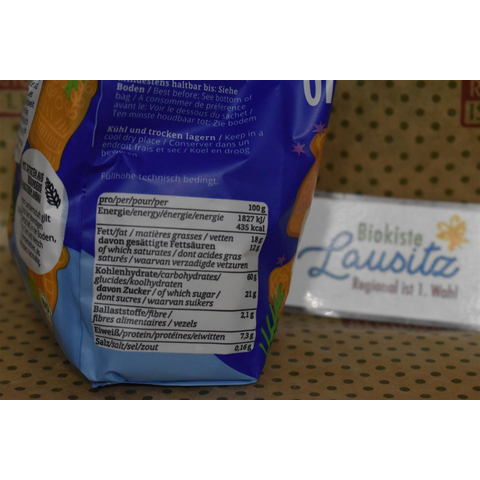 Mindestens haltbar bis: Siehe
Boden / Best before: See bottom of
bag / À consommer de préférence
avant le: Voir le dessous du sachet /
Ten minste houdbaar tot: Zie bodem
Kühl und trocken lagern / Keep in a
cool dry place / Conserver dans un
endroit frais et sec / Koel en droog
Füllhöhe technisch bedingt.
pro/per/pour/per 100 g
Energie/energy/énergie/energie 1827 kJ/
435 kcal
Fett/fat / matières grasses / vetten 18 g
davon gesättigte Fettsäuren 12 g
of which saturates / dont acides gras
saturés / waarvan verzadigde vetzuren
Kohlenhydrate/carbohydrates/ 60 g
glucides/koolhydraten
davon Zucker / of which sugar / 21 g
dont sucres / waarvan suikers
Ballaststoffe/fibre / 2,1 g
fibres alimentaires / vezels
Eiweiß/protein/protéines/eiwitten 7,3 g
Salz/salt/sel/zout 0,16 g
Biokiste
Lausitz
Regional ist 1. Wahl